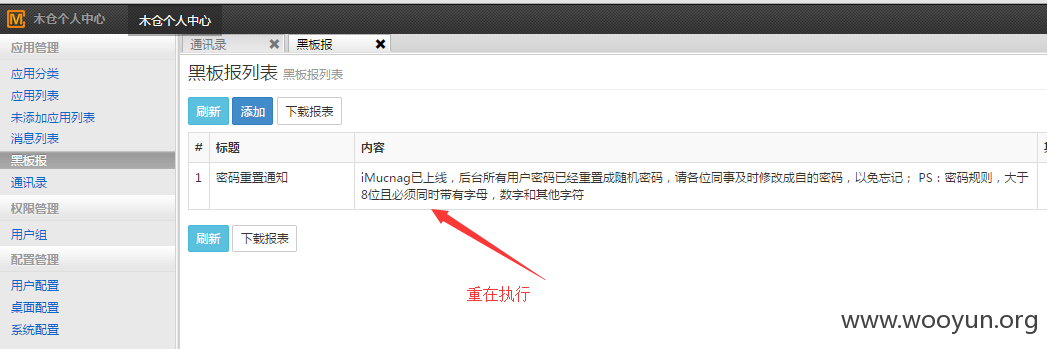 木仓个人中心 木仓个人中心
应用管理
应用分类
应用列表
未添加应用列表
消息列表
黑板报
通讯录
权限管理
用户组
配置管理
用户配置
桌面配置
系统配置
通讯录 黑板报
黑板报列表 黑板报列表
刷新 添加 下载报表
# 标题 内容
1 密码重置通知 iMucnag已上线，后台所有用户密码已经重置成随机密码，请各位同事及时修改成自的密码，以免忘记； PS：密码规则，大于
8位且必须同时带有字母，数字和其他字符
刷新 下载报表
重在执行
www.wooyun.org